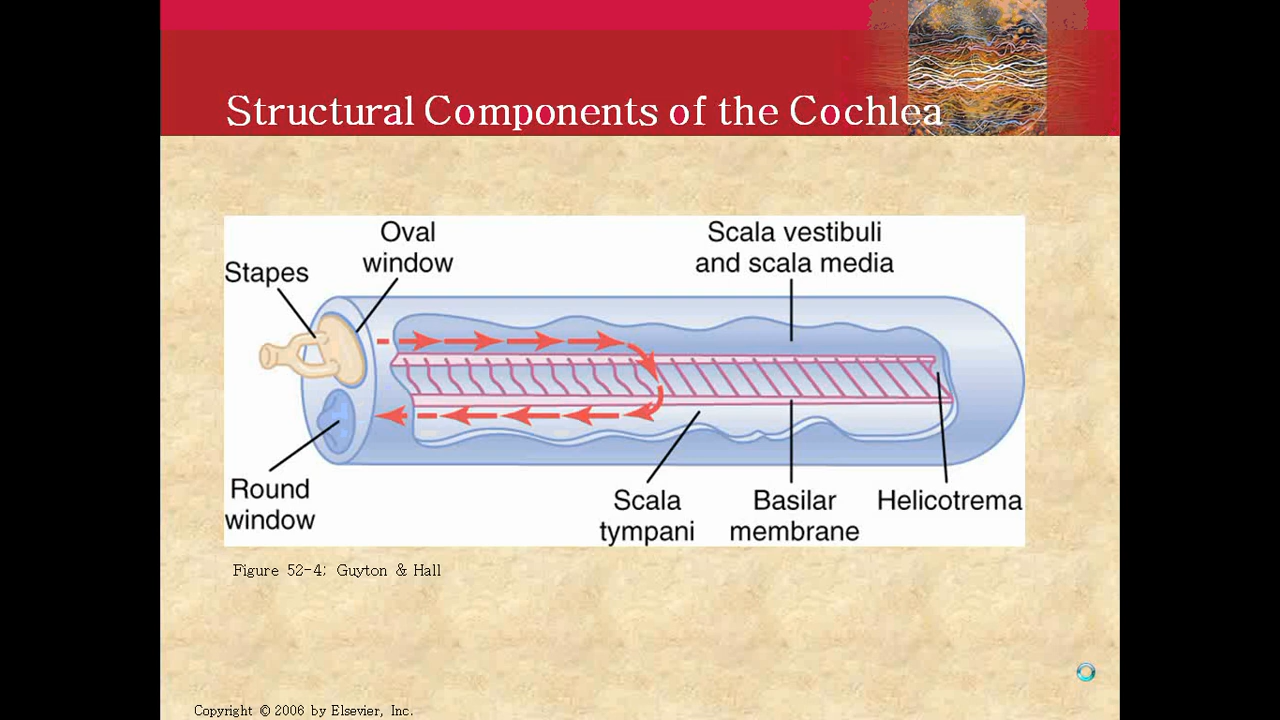 Structural Components of the Cochlea
Oval
window
Stapes
Scala vestibuli
and scala media
Round
window
Scala
tympani
Basilar
membrane
Helicotrema
Figure 52-4; Guyton & Hall
Copyright © 2006 by Elsevier, Inc.